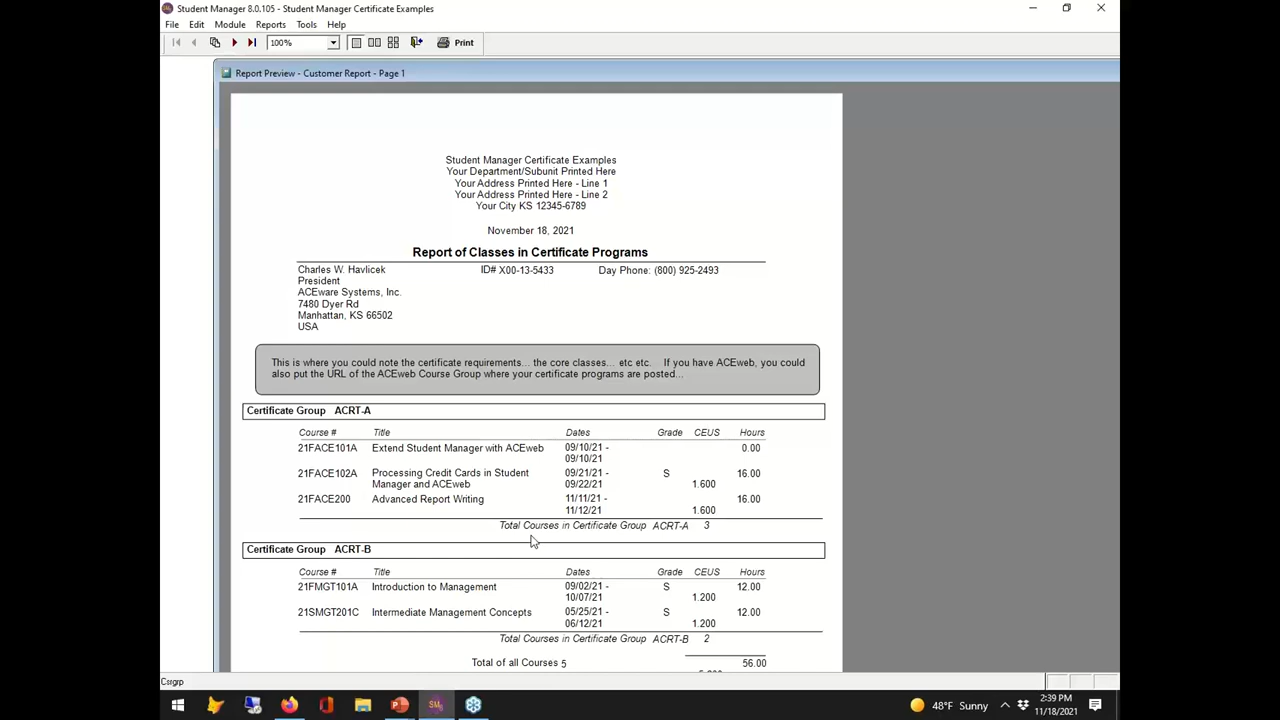 Student Manager 8.0.105 - Student Manager Certificate Examples
File Edit Module Reports Tools Help
100% Print
Report Preview - Customer Report - Page 1
Student Manager Certificate Examples
Your Department/Subunit Printed Here
Your Address Printed Here - Line 1
Your Address Printed Here - Line 2
Your City KS 12345-6789
November 18, 2021
Report of Classes in Certificate Programs
Charles W. Havlicek ID# X00-13-5433 Day Phone: (800) 925-2493
President
ACEware Systems, Inc.
7480 Dyer Rd
Manhattan, KS 66502
USA
This is where you could note the certificate requirements... the core classes... etc etc. If you have ACEweb, you could
also put the URL of the ACEweb Course Group where your certificate programs are posted...
Certificate Group ACRT-A
Course # Title Dates Grade CEUS Hours
21FACE101A Extend Student Manager with ACEweb 09/10/21 - 0.00
09/10/21
21FACE102A Processing Credit Cards in Student 09/21/21 - S 16.00
Manager and ACEweb 09/22/21 1.600
21FACE200 Advanced Report Writing 11/11/21 - 16.00
11/12/21 1.600
Total Courses in Certificate Group ACRT-A 3
Certificate Group ACRT-B
Course # Title Dates Grade CEUS Hours
21FMGT101A Introduction to Management 09/02/21 - S 12.00
10/07/21 1.200
21SMGT201C Intermediate Management Concepts 05/25/21 - S 12.00
06/12/21 1.200
Total Courses in Certificate Group ACRT-B 2
Total of all Courses 5 56.00
Cssgrp
SM 48°F Sunny 2:39 PM
11/18/2021